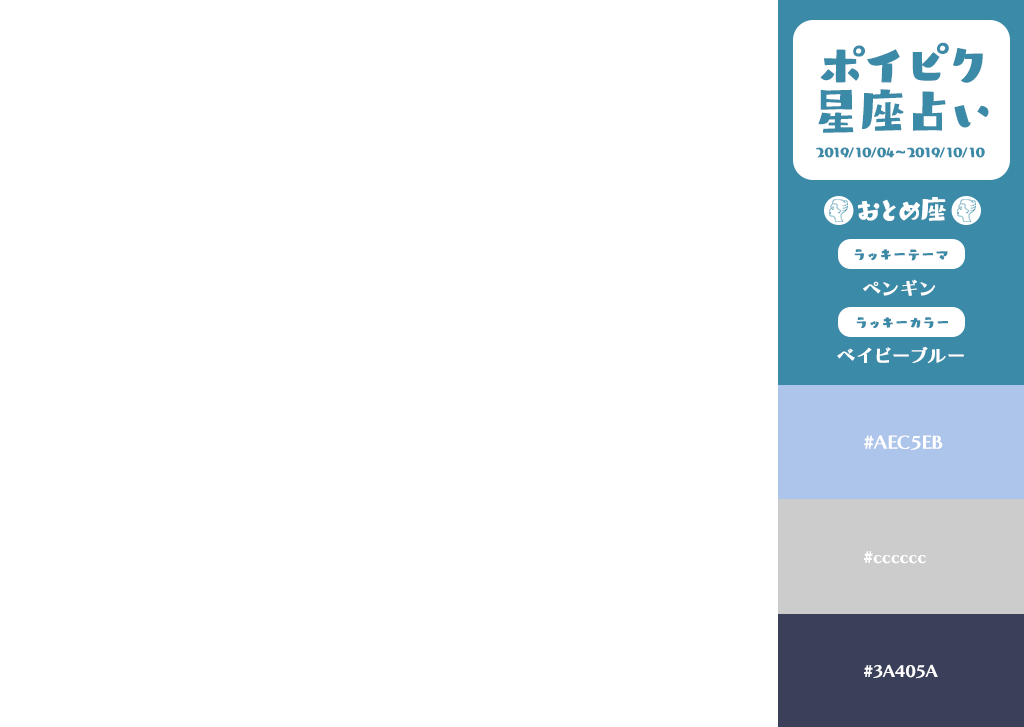 ポイピク
星座占い
2019/10/04~2019/10/10
おとめ座
ラッキーテーマ
ペンギン
ラッキーカラー
ベイビーブルー
#AEC5EB
#cccccc
#3A405A